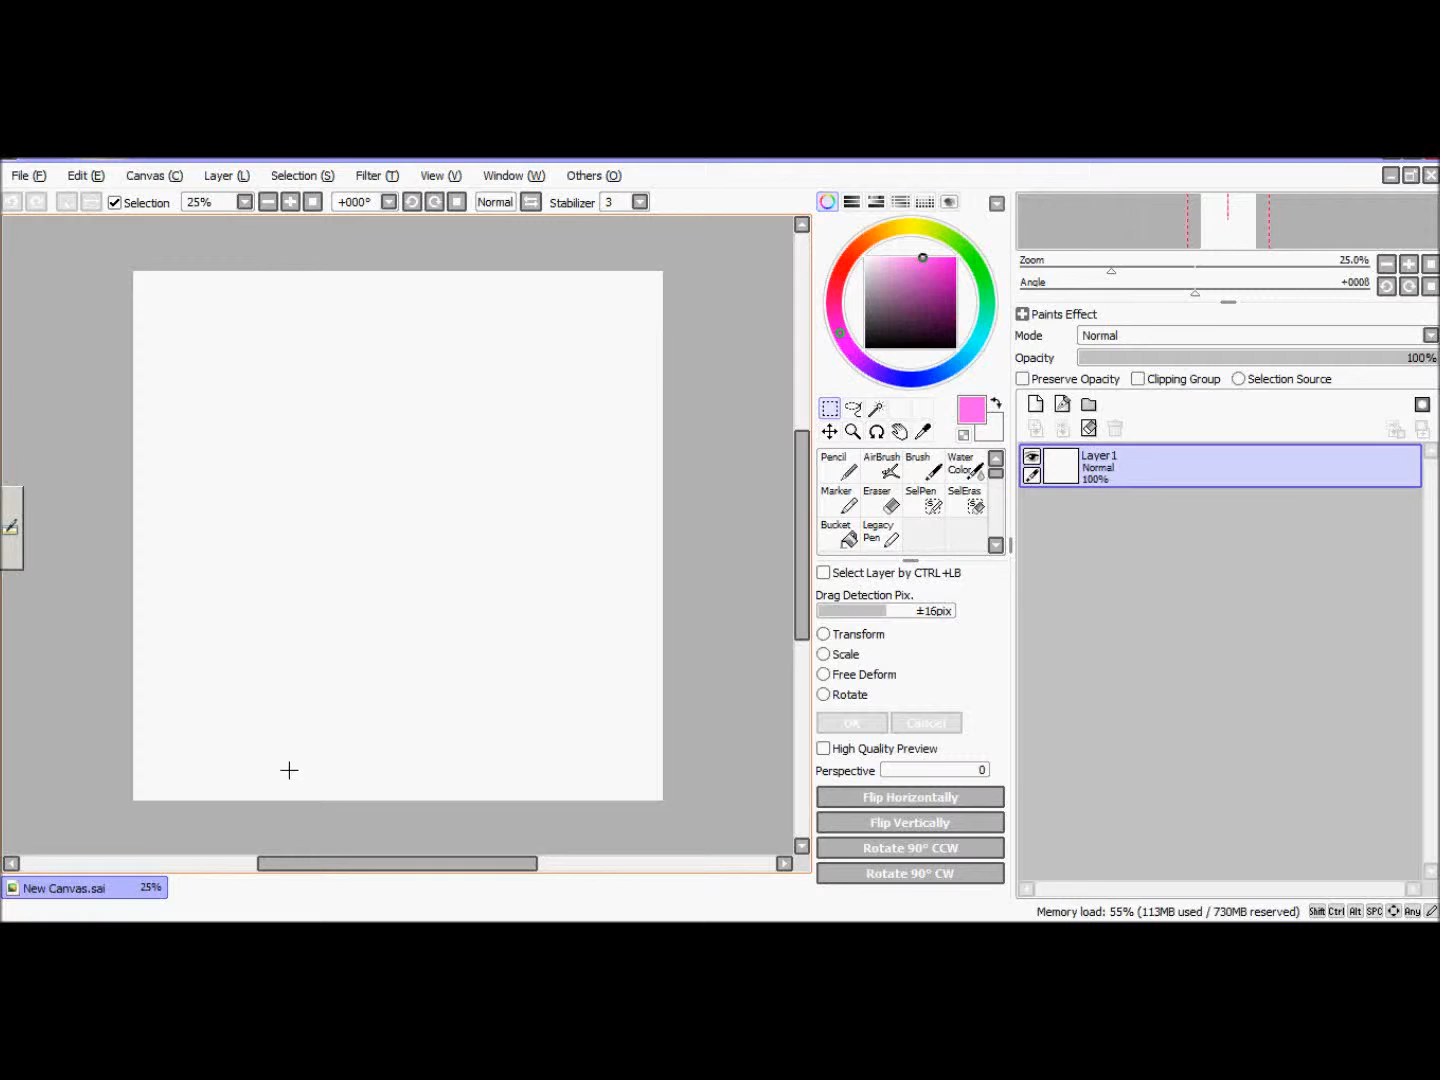 File (F) Edit (E) Canvas (C) Layer (L) Selection (S) Filter (T) View (V) Window (W) Others (O)
Selection 25% +000° Normal Stabilizer 3
Zoom 25.0%
Angle +000
Paints Effect
Mode Normal
Opacity 100%
Preserve Opacity Clipping Group Selection Source
Layer1
Normal
100%
Pencil AirBrush Brush Water Color
Marker Eraser SelPen SelEras
Bucket Legacy Pen
Select Layer by CTRL+LB
Drag Detection Pix.
±16pix
Transform
Scale
Free Deform
Rotate
OK Cancel
High Quality Preview
Perspective 0
Flip Horizontally
Flip Vertically
Rotate 90° CCW
Rotate 90° CW
New Canvas.sai 25%
Memory load: 55% (113MB used / 730MB reserved) Shift Ctrl Alt SPC Any